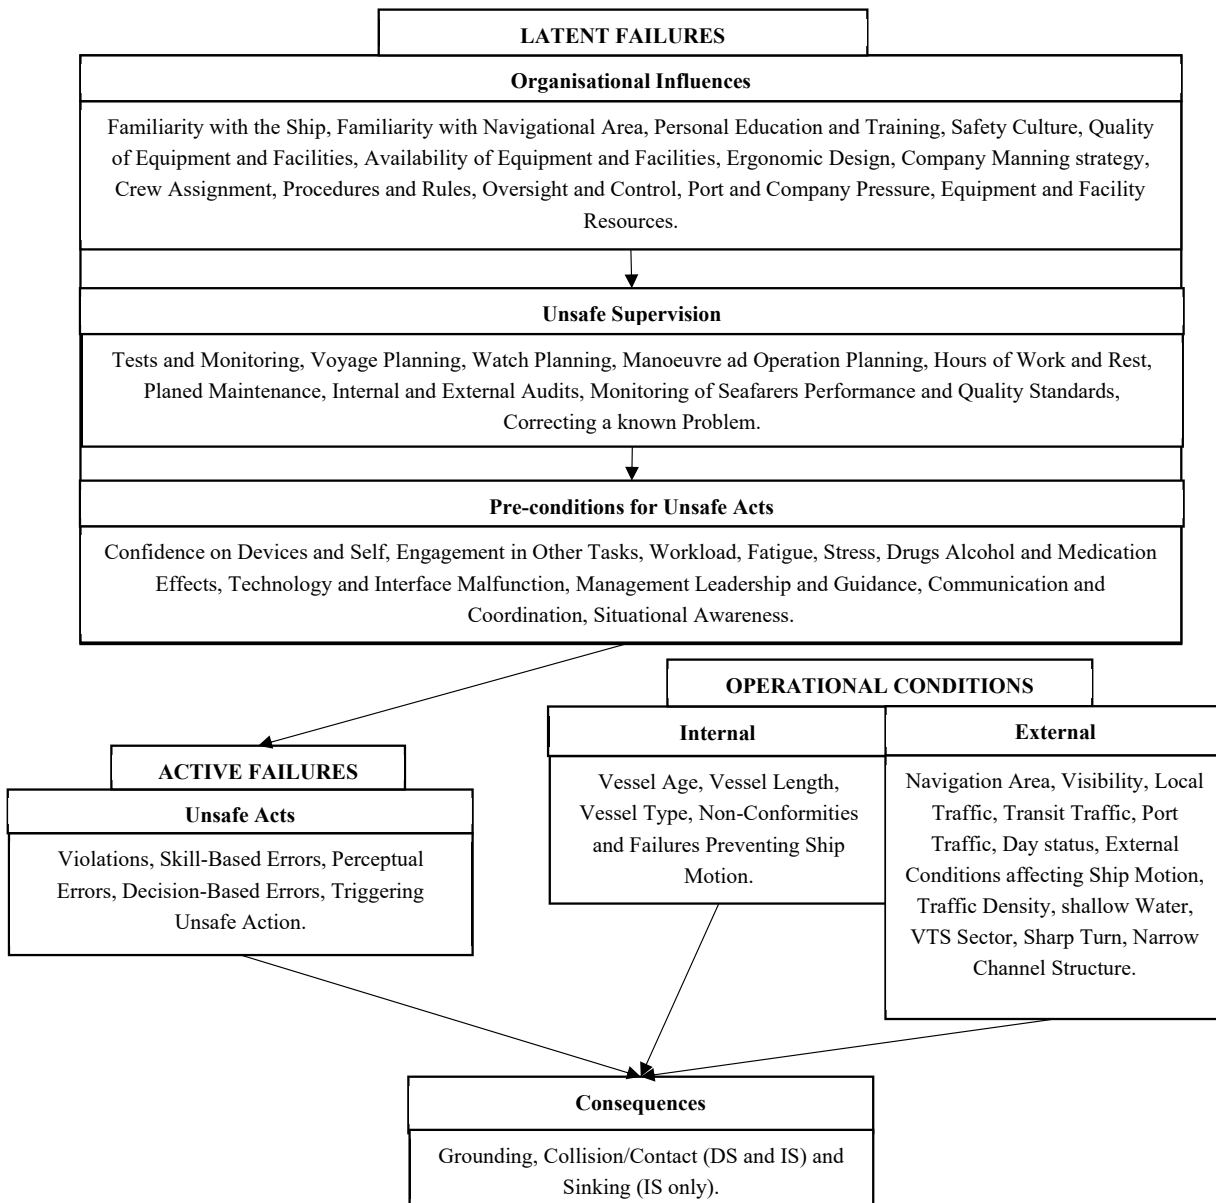 LATENT FAILURES
Organisational Influences
Familiarity with the Ship, Familiarity with Navigational Area, Personal Education and Training, Safety Culture, Quality
of Equipment and Facilities, Availability of Equipment and Facilities, Ergonomic Design, Company Manning strategy,
Crew Assignment, Procedures and Rules, Oversight and Control, Port and Company Pressure, Equipment and Facility
Resources.
Unsafe Supervision
Tests and Monitoring, Voyage Planning, Watch Planning, Manoeuvre ad Operation Planning, Hours of Work and Rest,
Planed Maintenance, Internal and External Audits, Monitoring of Seafarers Performance and Quality Standards,
Correcting a known Problem.
Pre-conditions for Unsafe Acts
Confidence on Devices and Self, Engagement in Other Tasks, Workload, Fatigue, Stress, Drugs Alcohol and Medication
Effects, Technology and Interface Malfunction, Management Leadership and Guidance, Communication and
Coordination, Situational Awareness.
ACTIVE FAILURES
Unsafe Acts
Violations, Skill-Based Errors, Perceptual
Errors, Decision-Based Errors, Triggering
Unsafe Action.
OPERATIONAL CONDITIONS
Internal
Vessel Age, Vessel Length,
Vessel Type, Non-Conformities
and Failures Preventing Ship
Motion.
External
Navigation Area, Visibility, Local
Traffic, Transit Traffic, Port
Traffic, Day status, External
Conditions affecting Ship Motion,
Traffic Density, shallow Water,
VTS Sector, Sharp Turn, Narrow
Channel Structure.
Consequences
Grounding, Collision/Contact (DS and IS) and
Sinking (IS only).